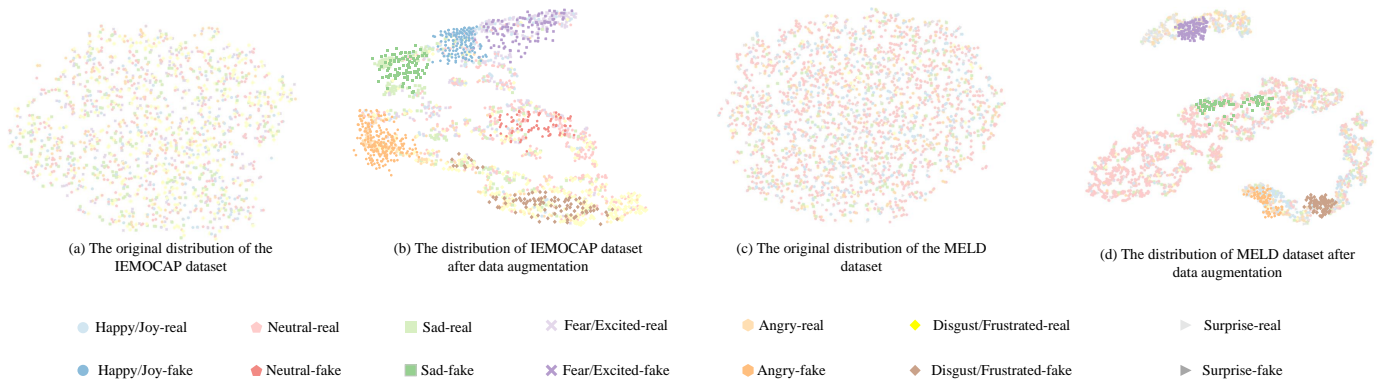 (a) The original distribution of the
IEMOCAP dataset
(b) The distribution of IEMOCAP dataset
after data augmentation
(c) The original distribution of the MELD
dataset
(d) The distribution of MELD dataset after
data augmentation
Happy/Joy-real Neutral-real Sad-real Fear/Excited-real Angry-real Disgust/Frustrated-real Surprise-real
Happy/Joy-fake Neutral-fake Sad-fake Fear/Excited-fake Angry-fake Disgust/Frustrated-fake Surprise-fake